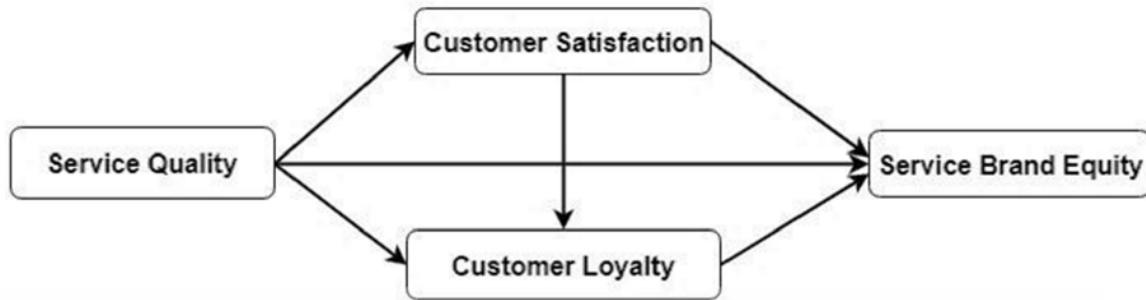 Customer Satisfaction
Service Quality
Service Brand Equity
Customer Loyalty